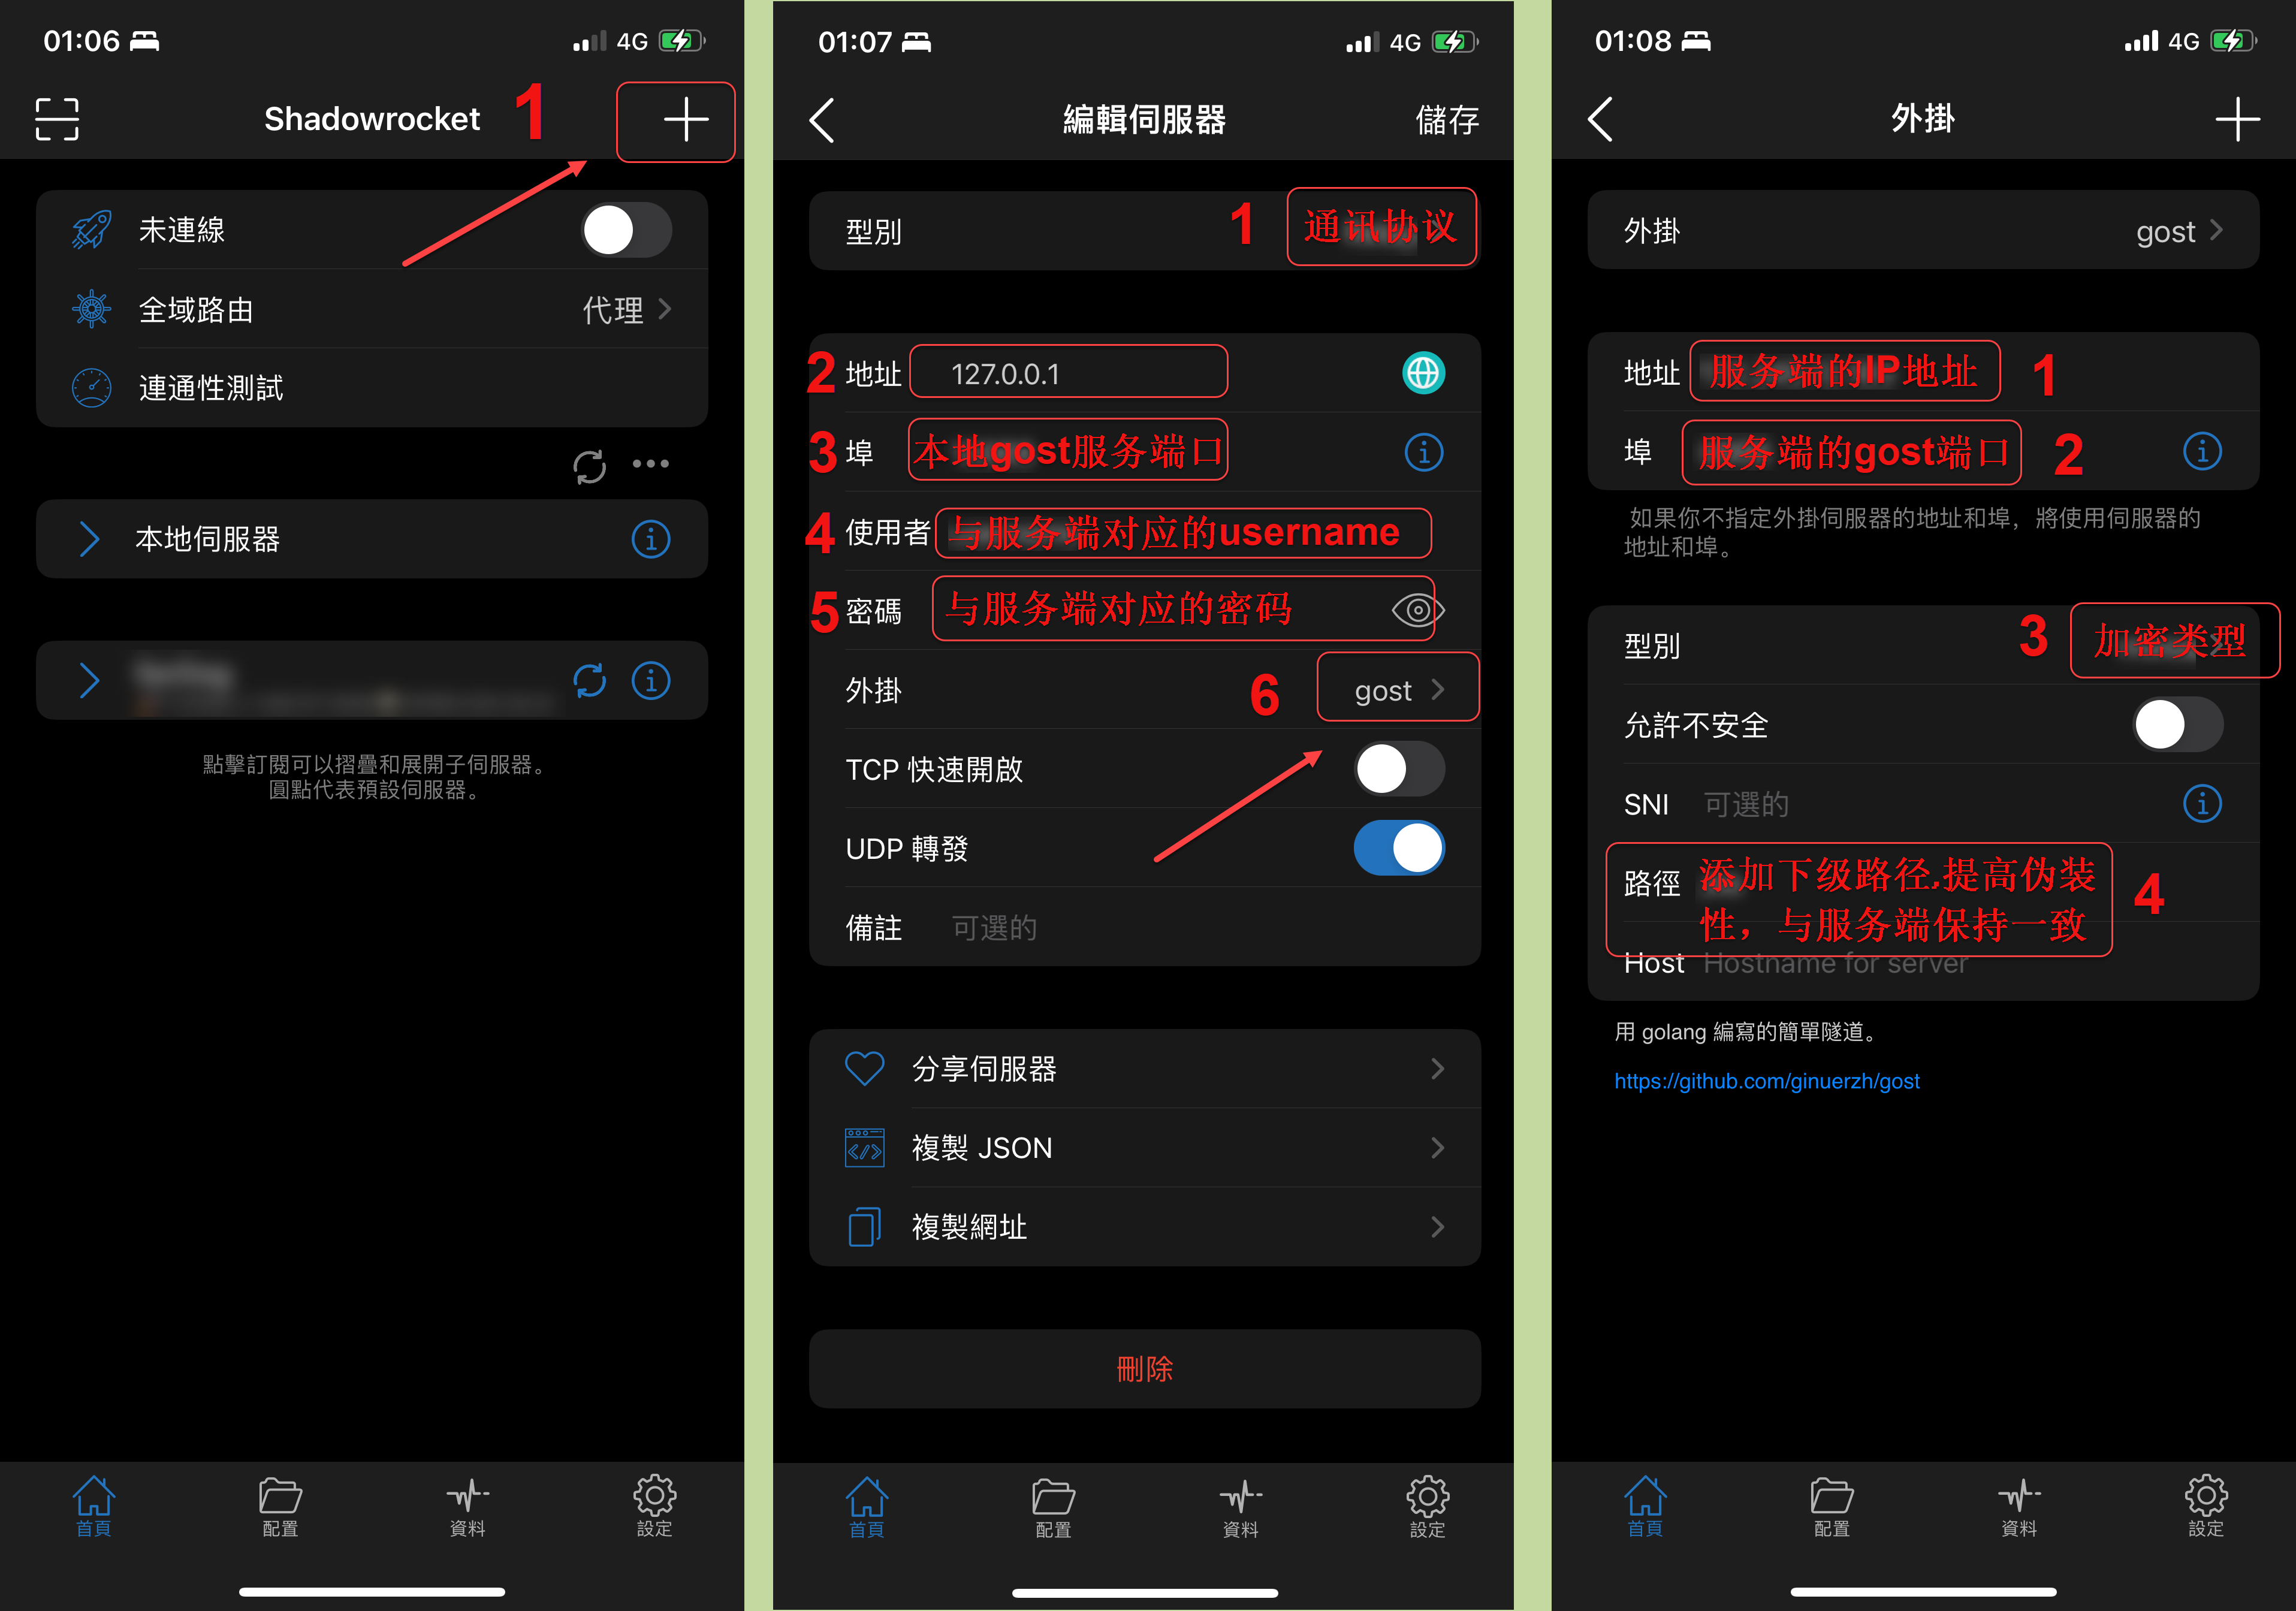 01:06
4G
Shadowrocket
1
未連線
全域路由
代理
連通性測試
本地伺服器
點擊訂閱可以摺疊和展開子伺服器。
圓點代表預設伺服器。
首頁
配置
資料
設定
01:07
4G
編輯伺服器
儲存
型別
1
通讯协议
2
地址
127.0.0.1
3
埠
本地gost服务端口
4
使用者
与服务端对应的username
5
密碼
与服务端对应的密码
外掛
6
gost
TCP 快速開啟
UDP 轉發
備註
可選的
分享伺服器
複製 JSON
複製網址
刪除
首頁
配置
資料
設定
01:08
4G
外掛
外掛
gost
地址
服务端的IP地址
1
埠
服务端的gost端口
2
如果你不指定外掛伺服器的地址和埠，將使用伺服器的
地址和埠。
型別
3
加密类型
允許不安全
SNI
可選的
路徑
添加下级路径,提高伪装
性，与服务端保持一致
4
Host
Hostname for server
用 golang 編寫的簡單隧道。
https://github.com/ginuerzh/gost
首頁
配置
資料
設定